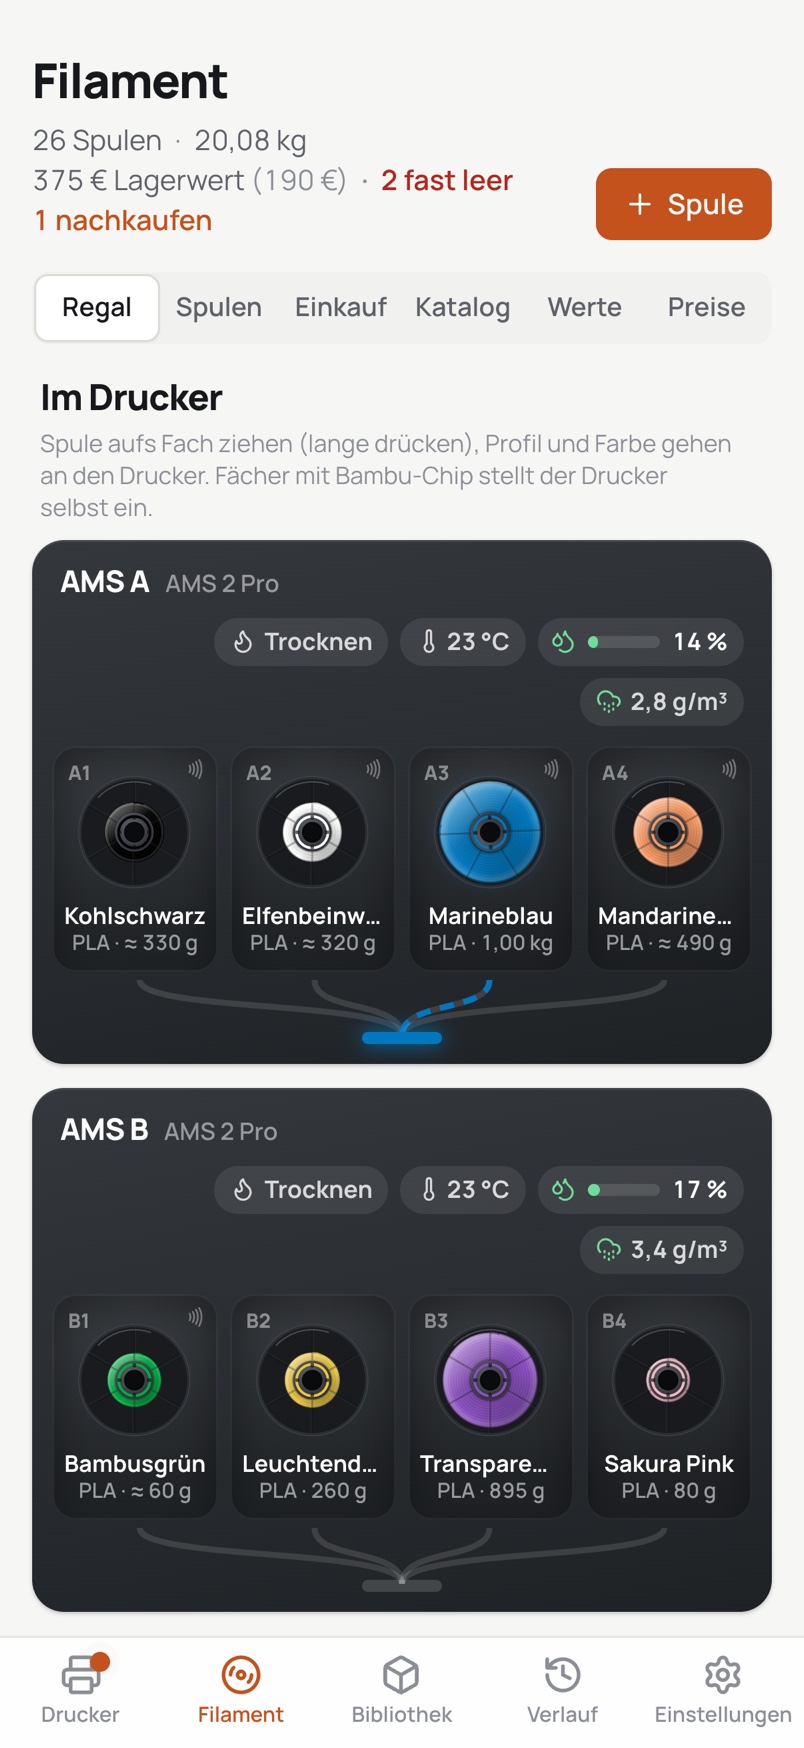 Filament
26 Spulen · 20,08 kg
375 € Lagerwert (190 €) · 2 fast leer
1 nachkaufen
+ Spule
Regal Spulen Einkauf Katalog Werte Preise
Im Drucker
Spule aufs Fach ziehen (lange drücken), Profil und Farbe gehen
an den Drucker. Fächer mit Bambu-Chip stellt der Drucker
selbst ein.
AMS A AMS 2 Pro
Trocknen 23 °C 14 %
2,8 g/m³
A1 A2 A3 A4
Kohlschwarz Elfenbeinw... Marineblau Mandarine...
PLA · ≈ 330 g PLA · ≈ 320 g PLA · 1,00 kg PLA · ≈ 490 g
AMS B AMS 2 Pro
Trocknen 23 °C 17 %
3,4 g/m³
B1 B2 B3 B4
Bambusgrün Leuchtend... Transpare... Sakura Pink
PLA · ≈ 60 g PLA · 260 g PLA · 895 g PLA · 80 g
Drucker Filament Bibliothek Verlauf Einstellungen